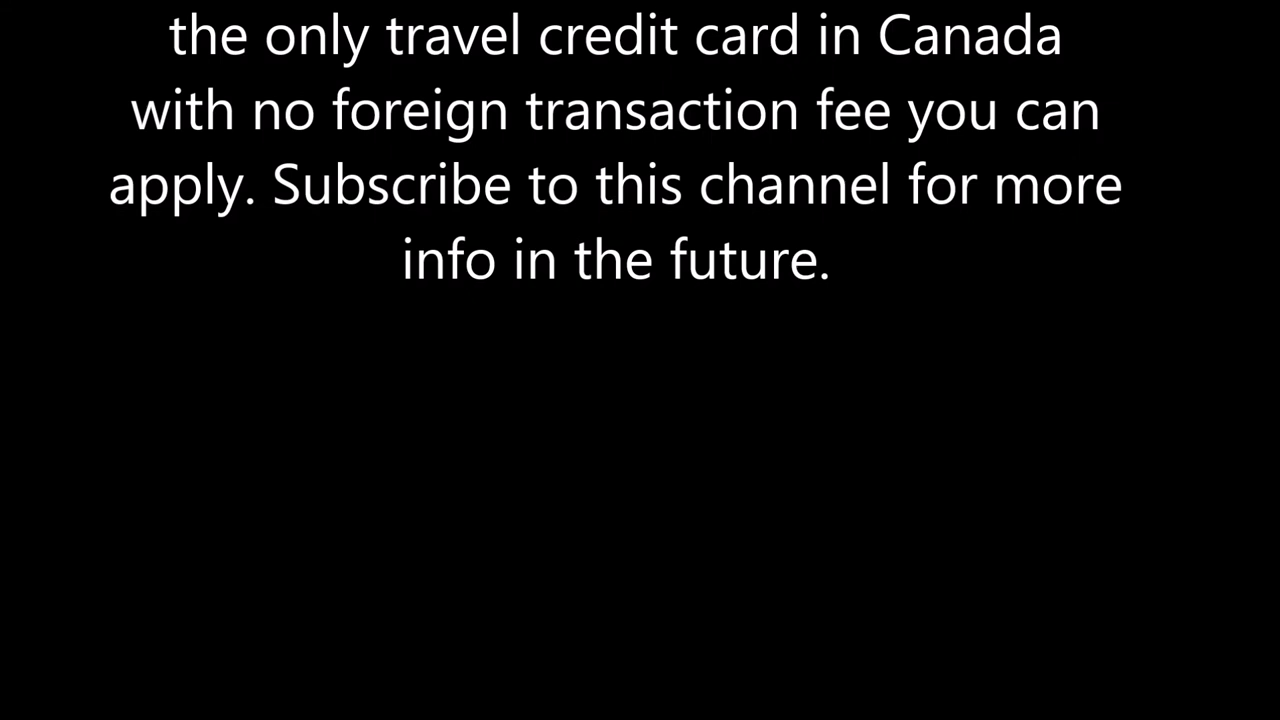 the only travel credit card in Canada
with no foreign transaction fee you can
apply. Subscribe to this channel for more
info in the future.